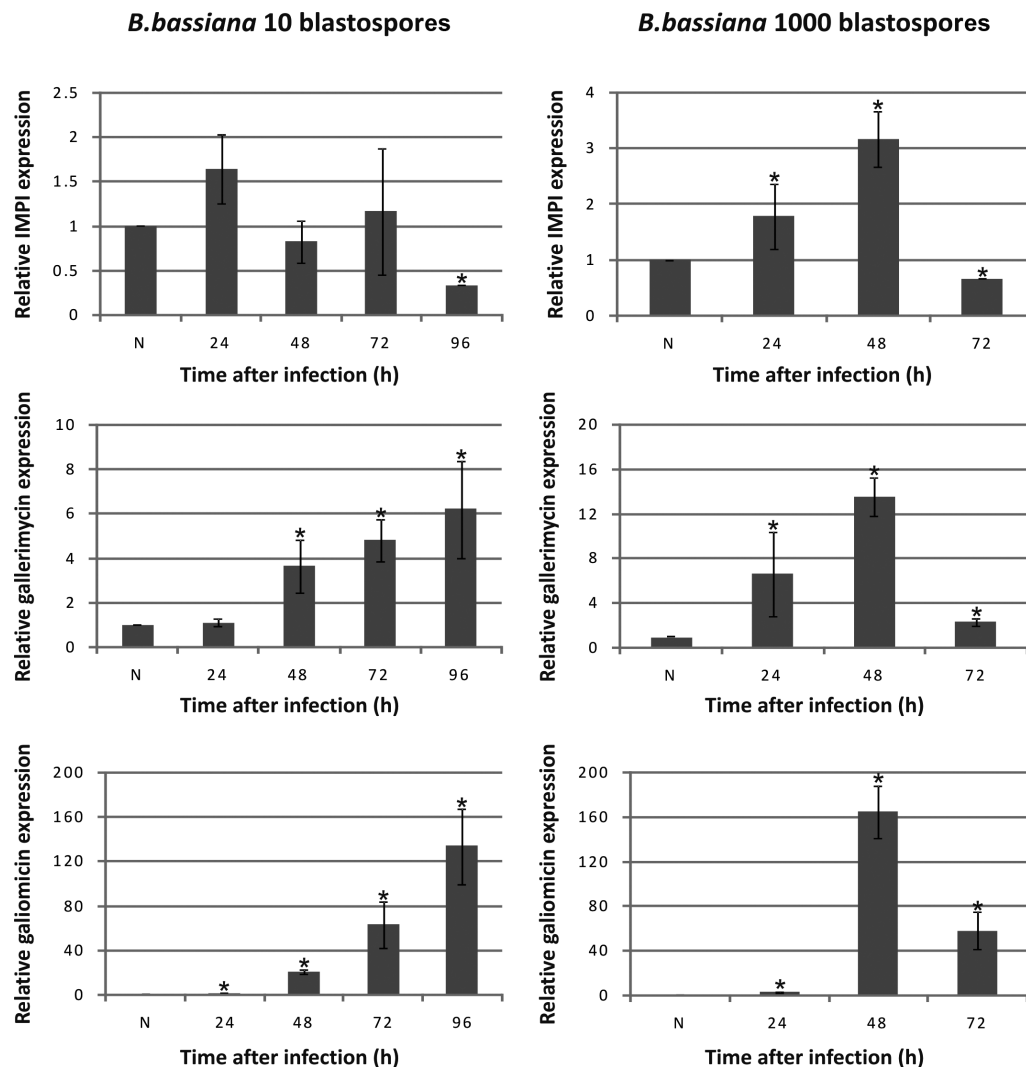 B.bassiana 10 blastospores
B.bassiana 1000 blastospores
Relative IMPI expression
2.5
2
1.5
1
0.5
0
*
N 24 48 72 96
Time after infection (h)
Relative IMPI expression
4
3
2
1
0
* * *
N 24 48 72
Time after infection (h)
Relative gallerimycin expression
10
8
6
4
2
0
* * *
N 24 48 72 96
Time after infection (h)
Relative gallerimycin expression
20
16
12
8
4
0
* * *
N 24 48 72
Time after infection (h)
Relative galiomicin expression
200
160
120
80
40
0
* * * *
N 24 48 72 96
Time after infection (h)
Relative galiomicin expression
200
160
120
80
40
0
* * *
N 24 48 72
Time after infection (h)